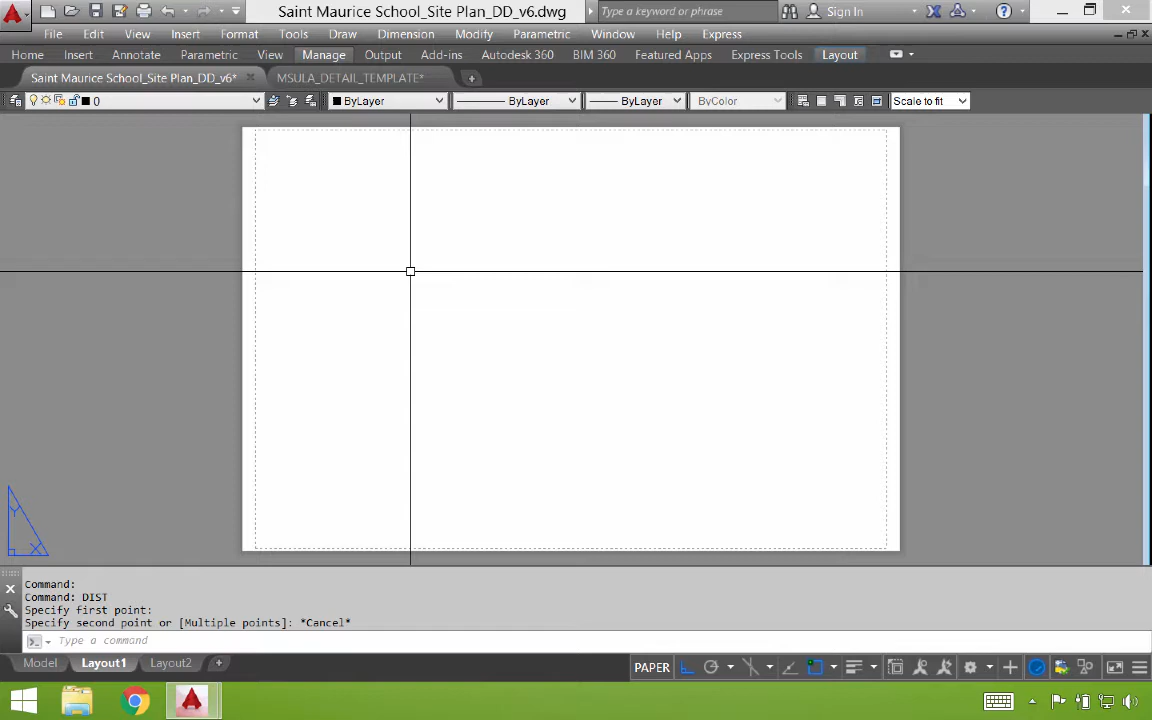 Saint Maurice School_Site Plan_DD_v6.dwg
Type a keyword or phrase
Sign In
File Edit View Insert Format Tools Draw Dimension Modify Parametric Window Help Express
Home Insert Annotate Parametric View Manage Output Add-ins Autodesk 360 BIM 360 Featured Apps Express Tools Layout
Saint Maurice School_Site Plan_DD_v6* MSULA_DETAIL_TEMPLATE*
0 ByLayer ByLayer ByLayer ByColor Scale to fit
Y
X
Command:
Command: DIST
Specify first point:
Specify second point or [Multiple points]: *Cancel*
Type a command
Model Layout1 Layout2 +
PAPER